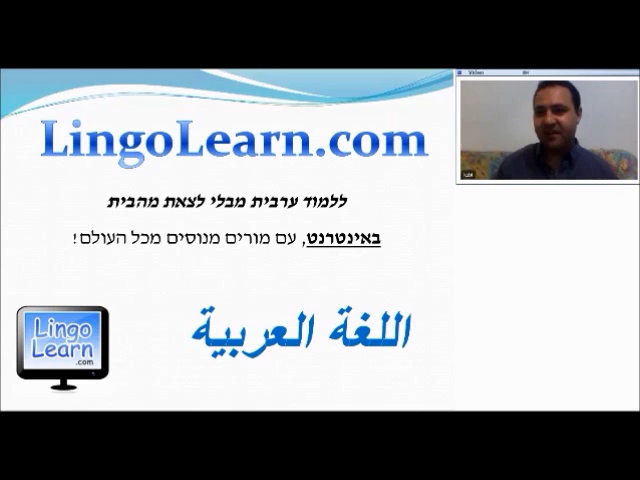 LingoLearn.com
ללמוד ערבית מבלי לצאת מהבית
באינטרנט, עם מורים מנוסים מכל העולם!
اللغة العربية
Lingo
Learn
.com